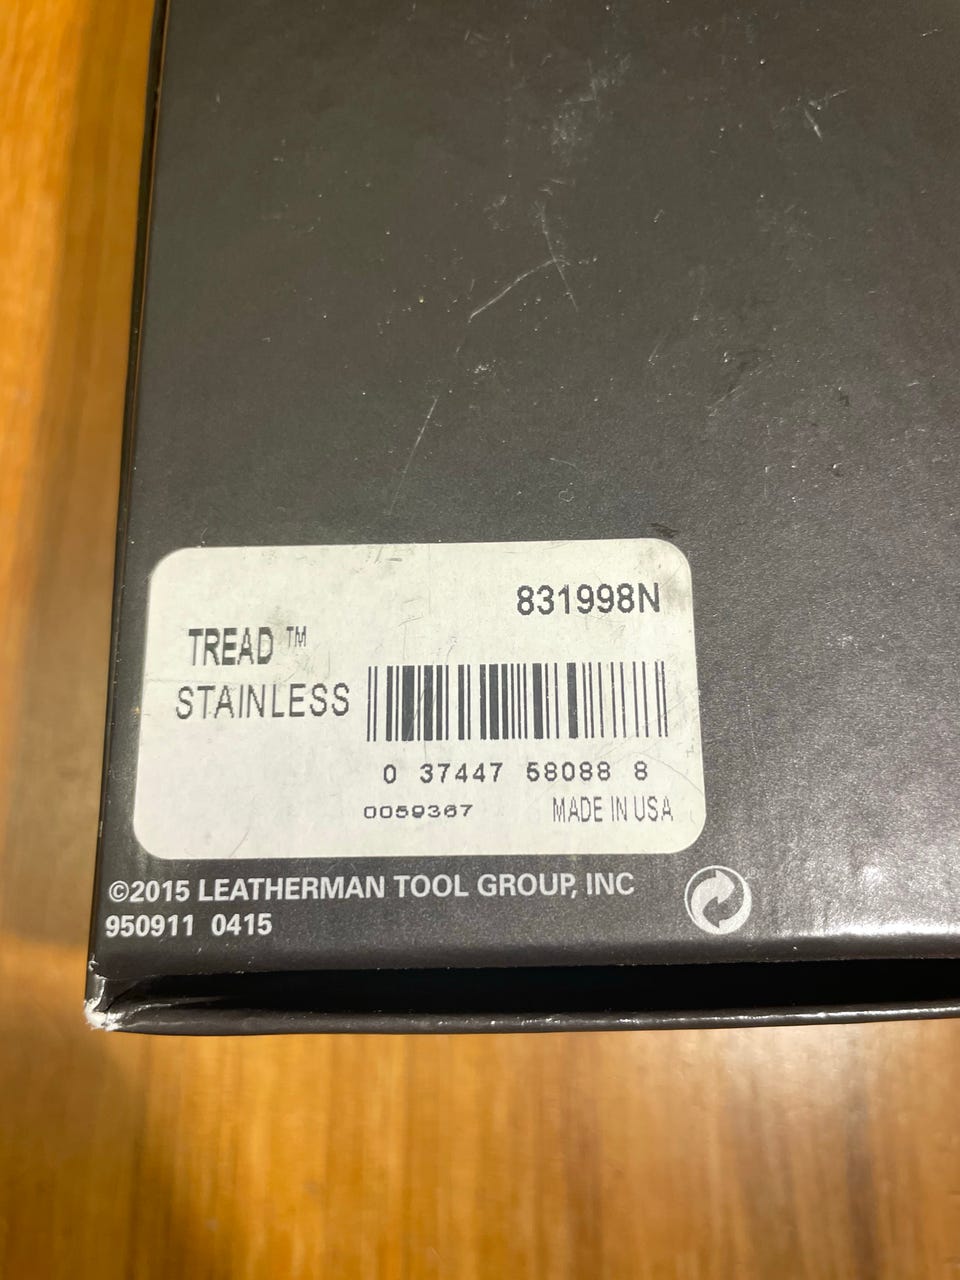 831998N
TREAD ™
STAINLESS
0 37447 58088 8
0059367 MADE IN USA
©2015 LEATHERMAN TOOL GROUP, INC
950911 0415